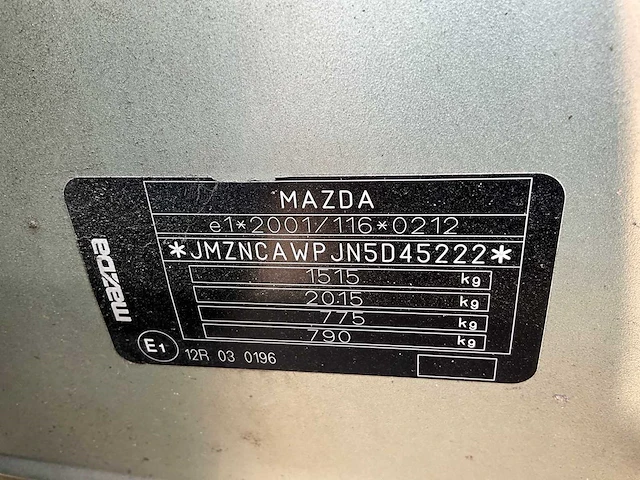 MAZDA
e1*2001/116*0212
*JMZNCAWPJN5D45222*
1515 kg
2015 kg
775 kg
790 kg
mazda
E1 12R 03 0196